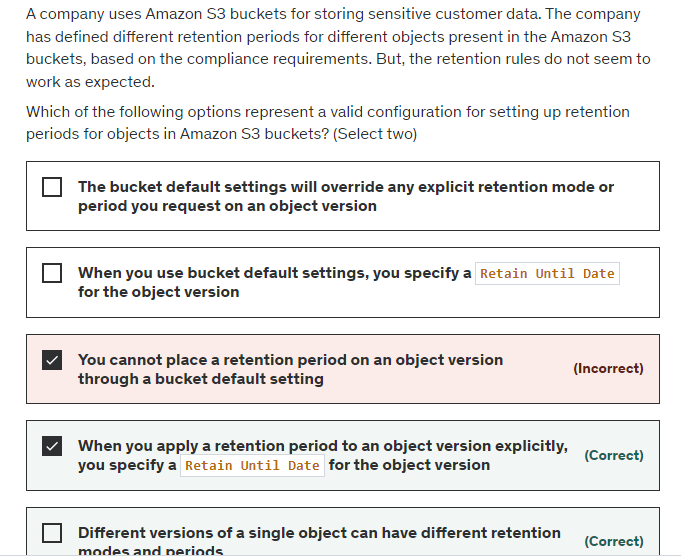 A company uses Amazon S3 buckets for storing sensitive customer data. The company
has defined different retention periods for different objects present in the Amazon S3
buckets, based on the compliance requirements. But, the retention rules do not seem to
work as expected.
Which of the following options represent a valid configuration for setting up retention
periods for objects in Amazon S3 buckets? (Select two)
The bucket default settings will override any explicit retention mode or
period you request on an object version
When you use bucket default settings, you specify a Retain Until Date
for the object version
You cannot place a retention period on an object version
through a bucket default setting
(Incorrect)
When you apply a retention period to an object version explicitly,
you specify a Retain Until Date for the object version
(Correct)
Different versions of a single object can have different retention
modes and periods
(Correct)